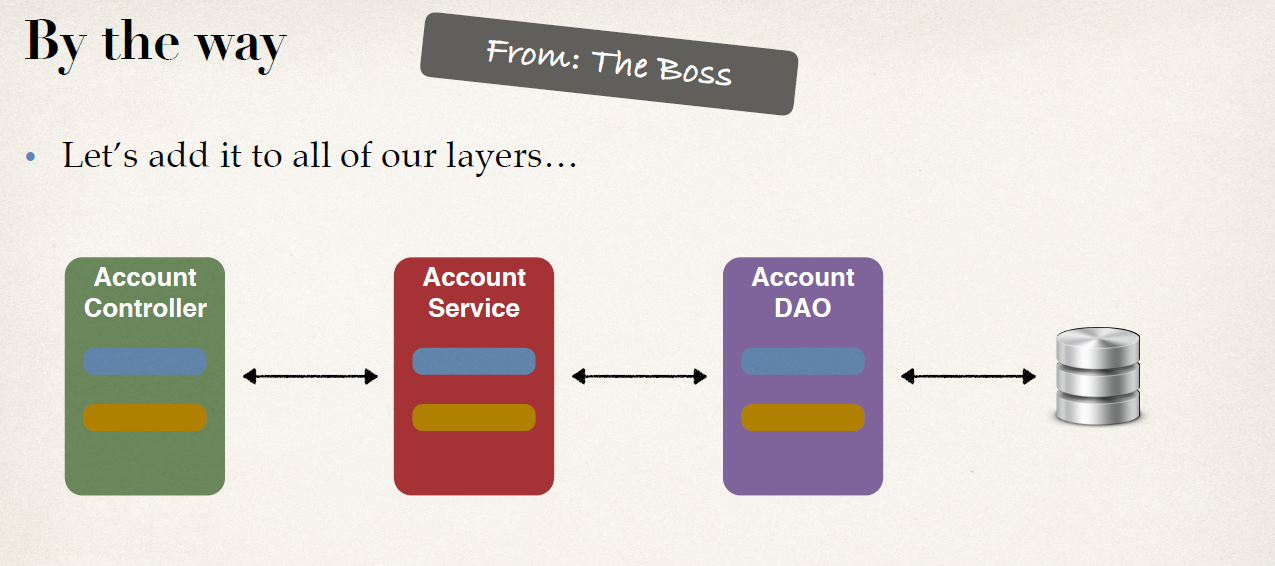 By the way
From: The Boss
• Let's add it to all of our layers…
Account
Controller
Account
Service
Account
DAO